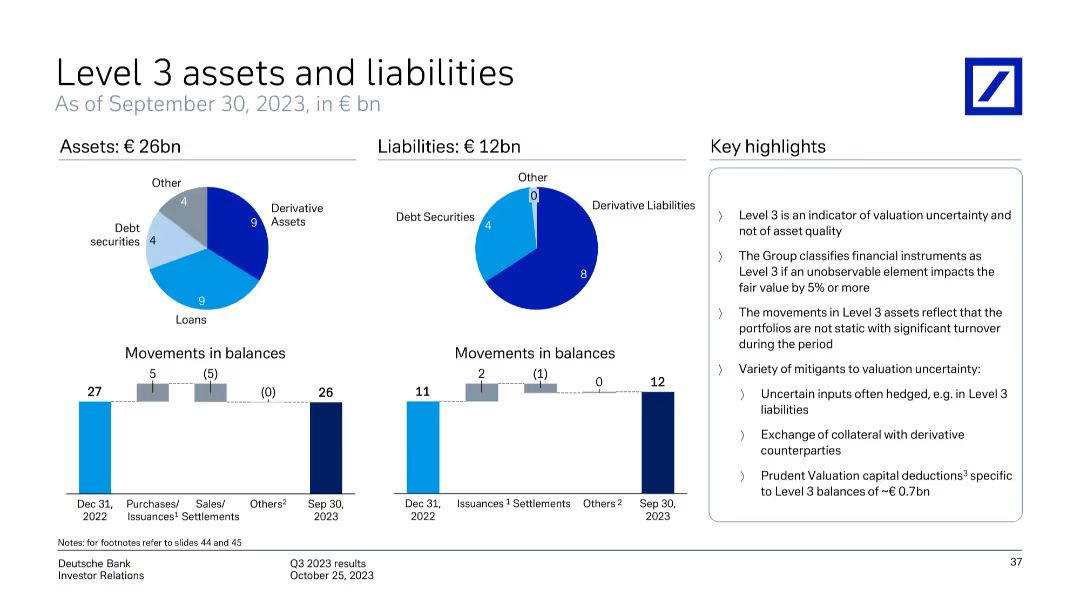 Level 3 assets and liabilities
As of September 30, 2023, in € bn
Assets: € 26bn
Other
4
Derivative
Assets
9
Debt
securities
4
9
Loans
Movements in balances
27
5
(5)
(0)
26
Dec 31,
2022
Purchases/
Issuances¹
Sales/
Settlements
Others²
Sep 30,
2023
Liabilities: € 12bn
Other
0
Derivative Liabilities
Debt Securities
4
8
Movements in balances
11
2
(1)
0
12
Dec 31,
2022
Issuances ¹
Settlements
Others ²
Sep 30,
2023
Key highlights
〉 Level 3 is an indicator of valuation uncertainty and
not of asset quality
〉 The Group classifies financial instruments as
Level 3 if an unobservable element impacts the
fair value by 5% or more
〉 The movements in Level 3 assets reflect that the
portfolios are not static with significant turnover
during the period
〉 Variety of mitigants to valuation uncertainty:
〉 Uncertain inputs often hedged, e.g. in Level 3
liabilities
〉 Exchange of collateral with derivative
counterparties
〉 Prudent Valuation capital deductions³ specific
to Level 3 balances of ~€ 0.7bn
Notes: for footnotes refer to slides 44 and 45
Deutsche Bank
Investor Relations
Q3 2023 results
October 25, 2023
37